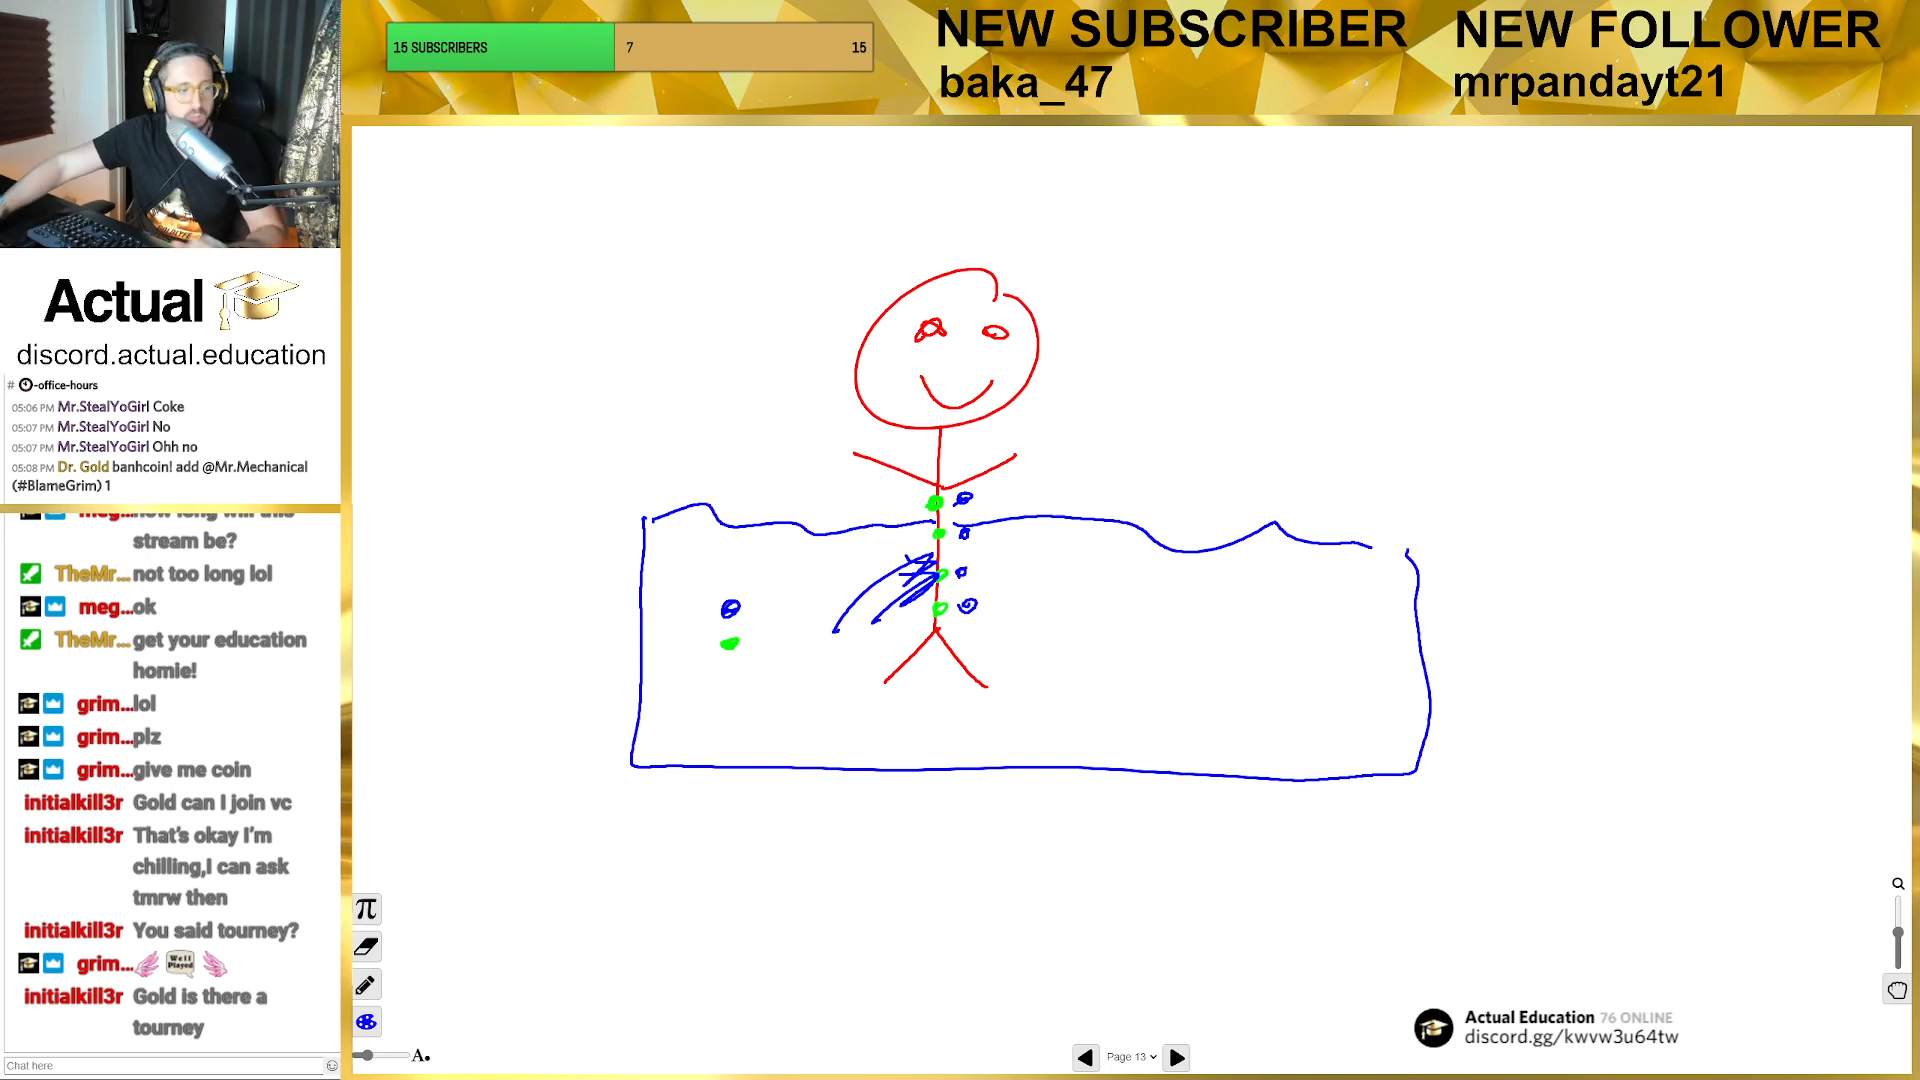 15 SUBSCRIBERS
7
15
NEW SUBSCRIBER
baka_47
NEW FOLLOWER
mrpandayt21
Actual
discord.actual.education
# -office-hours
05:06 PM Mr.StealYoGirl Coke
05:07 PM Mr.StealYoGirl No
05:07 PM Mr.StealYoGirl Ohh no
05:08 PM Dr. Gold banhcoin! add @Mr.Mechanical
(#BlameGrim) 1
stream be?
TheMr... not too long lol
meg... ok
TheMr... get your education
homie!
grim... lol
grim... plz
grim... give me coin
initialkill3r Gold can I join vc
initialkill3r That's okay I'm
chilling,I can ask
tmrw then
initialkill3r You said tourney?
grim... Well Played
initialkill3r Gold is there a
tourney
Chat here
π
A
Page 13
Actual Education 76 ONLINE
discord.gg/kwvw3u64tw